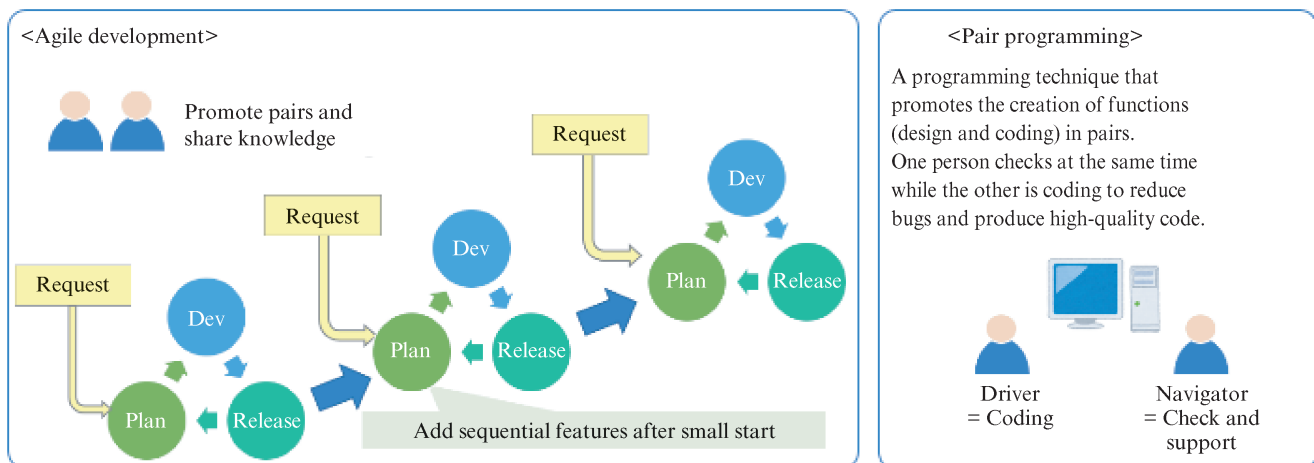 <Agile development>
Promote pairs and
share knowledge
Request
Dev
Plan
Release
Request
Dev
Plan
Release
Request
Dev
Plan
Release
Add sequential features after small start
<Pair programming>
A programming technique that
promotes the creation of functions
(design and coding) in pairs.
One person checks at the same time
while the other is coding to reduce
bugs and produce high-quality code.
Driver
= Coding
Navigator
= Check and
support